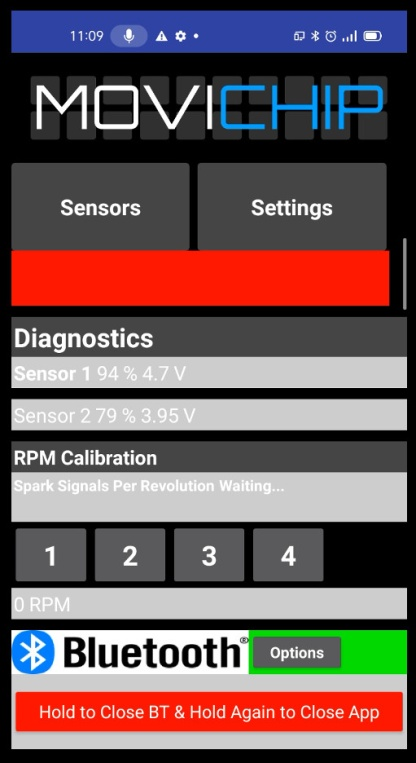 11:09
MOVICHIP
Sensors Settings
Diagnostics
Sensor 1 94 % 4.7 V
Sensor 2 79 % 3.95 V
RPM Calibration
Spark Signals Per Revolution Waiting...
1 2 3 4
0 RPM
Bluetooth® Options
Hold to Close BT & Hold Again to Close App